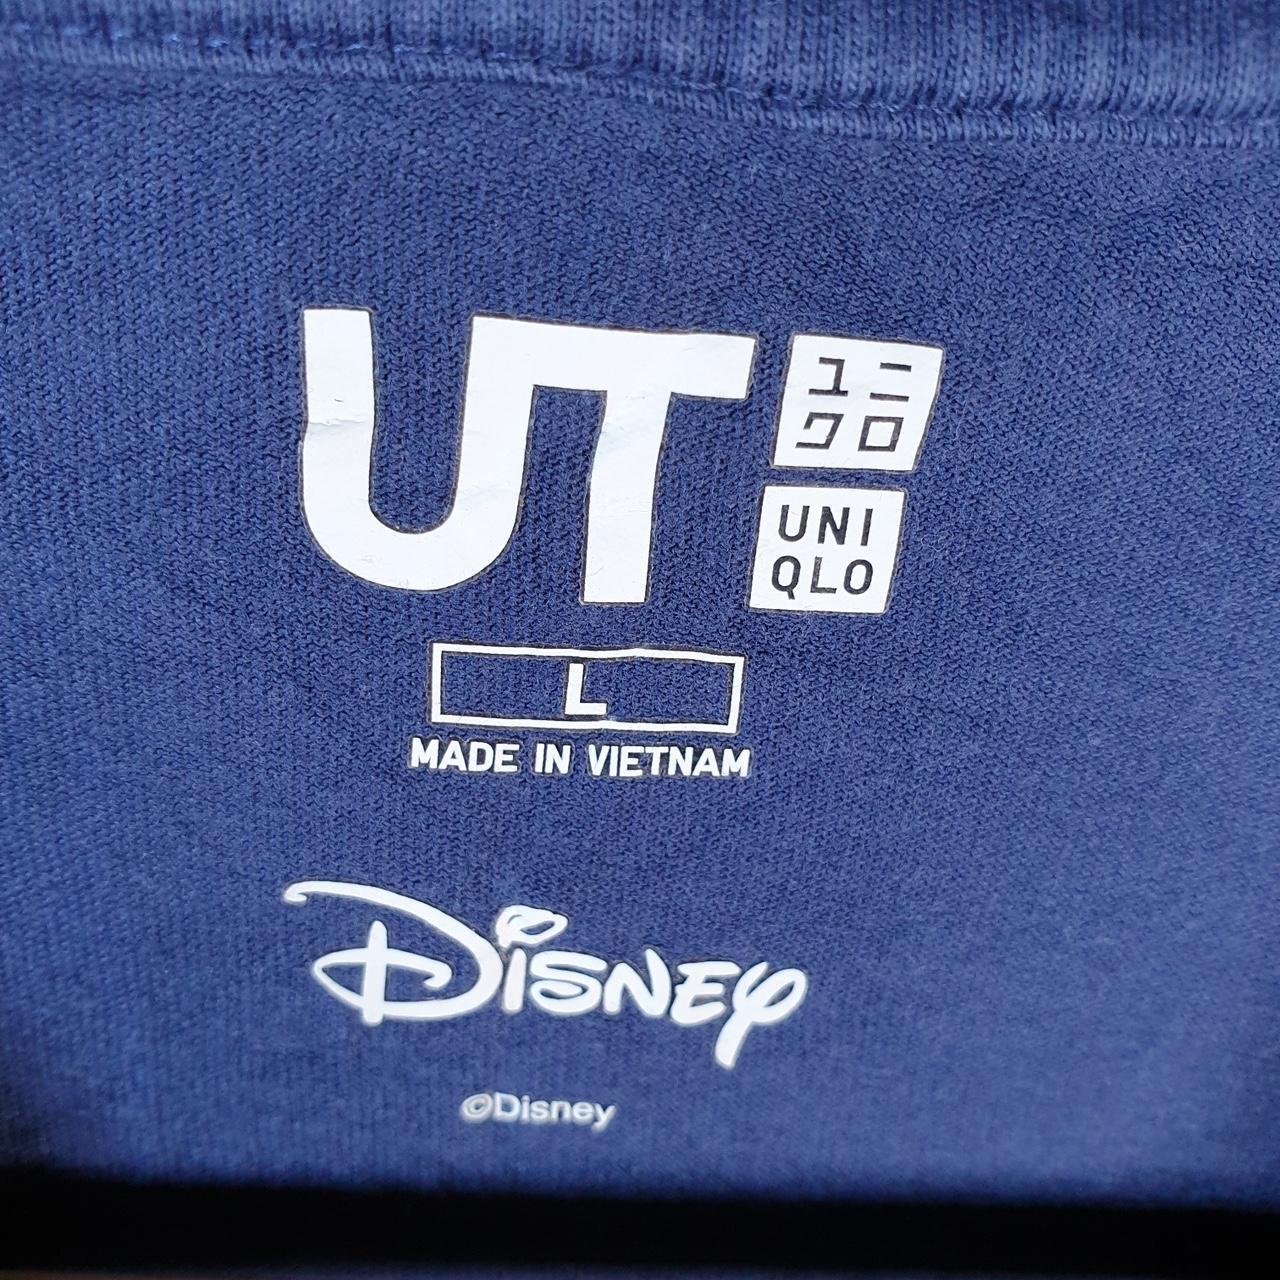 UT
ユニ
クロ
UNI
QLO
L
MADE IN VIETNAM
Disney
©Disney